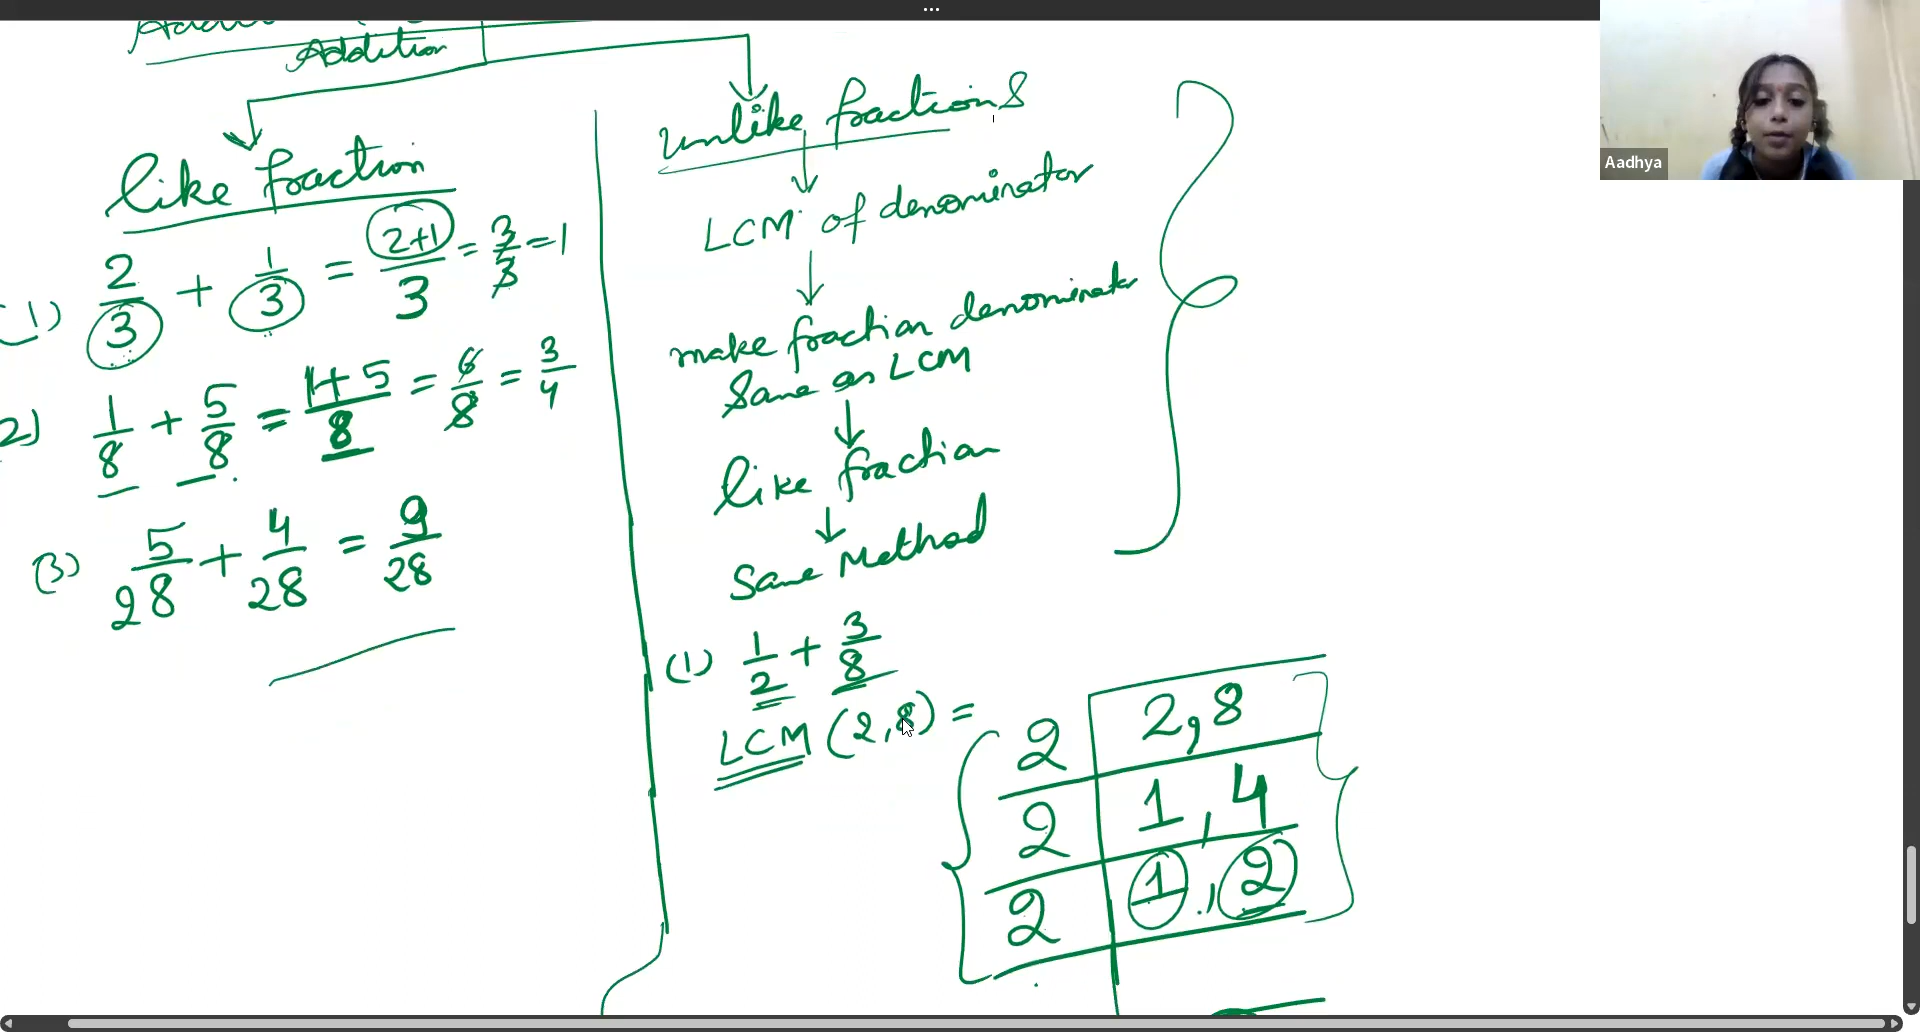 Addition
like fraction
(1) 2/3 + 1/3 = 2+1/3 = 3/3 = 1
2) 1/8 + 5/8 = 1+5/8 = 6/8 = 3/4
(3) 5/28 + 4/28 = 9/28
unlike fractions
LCM of denominator
make fraction denominator
Same as LCM
like fraction
Same Method
(1) 1/2 + 3/8
LCM (2,8) =
2 | 2,8
2 | 1,4
2 | 1,2
Aadhya